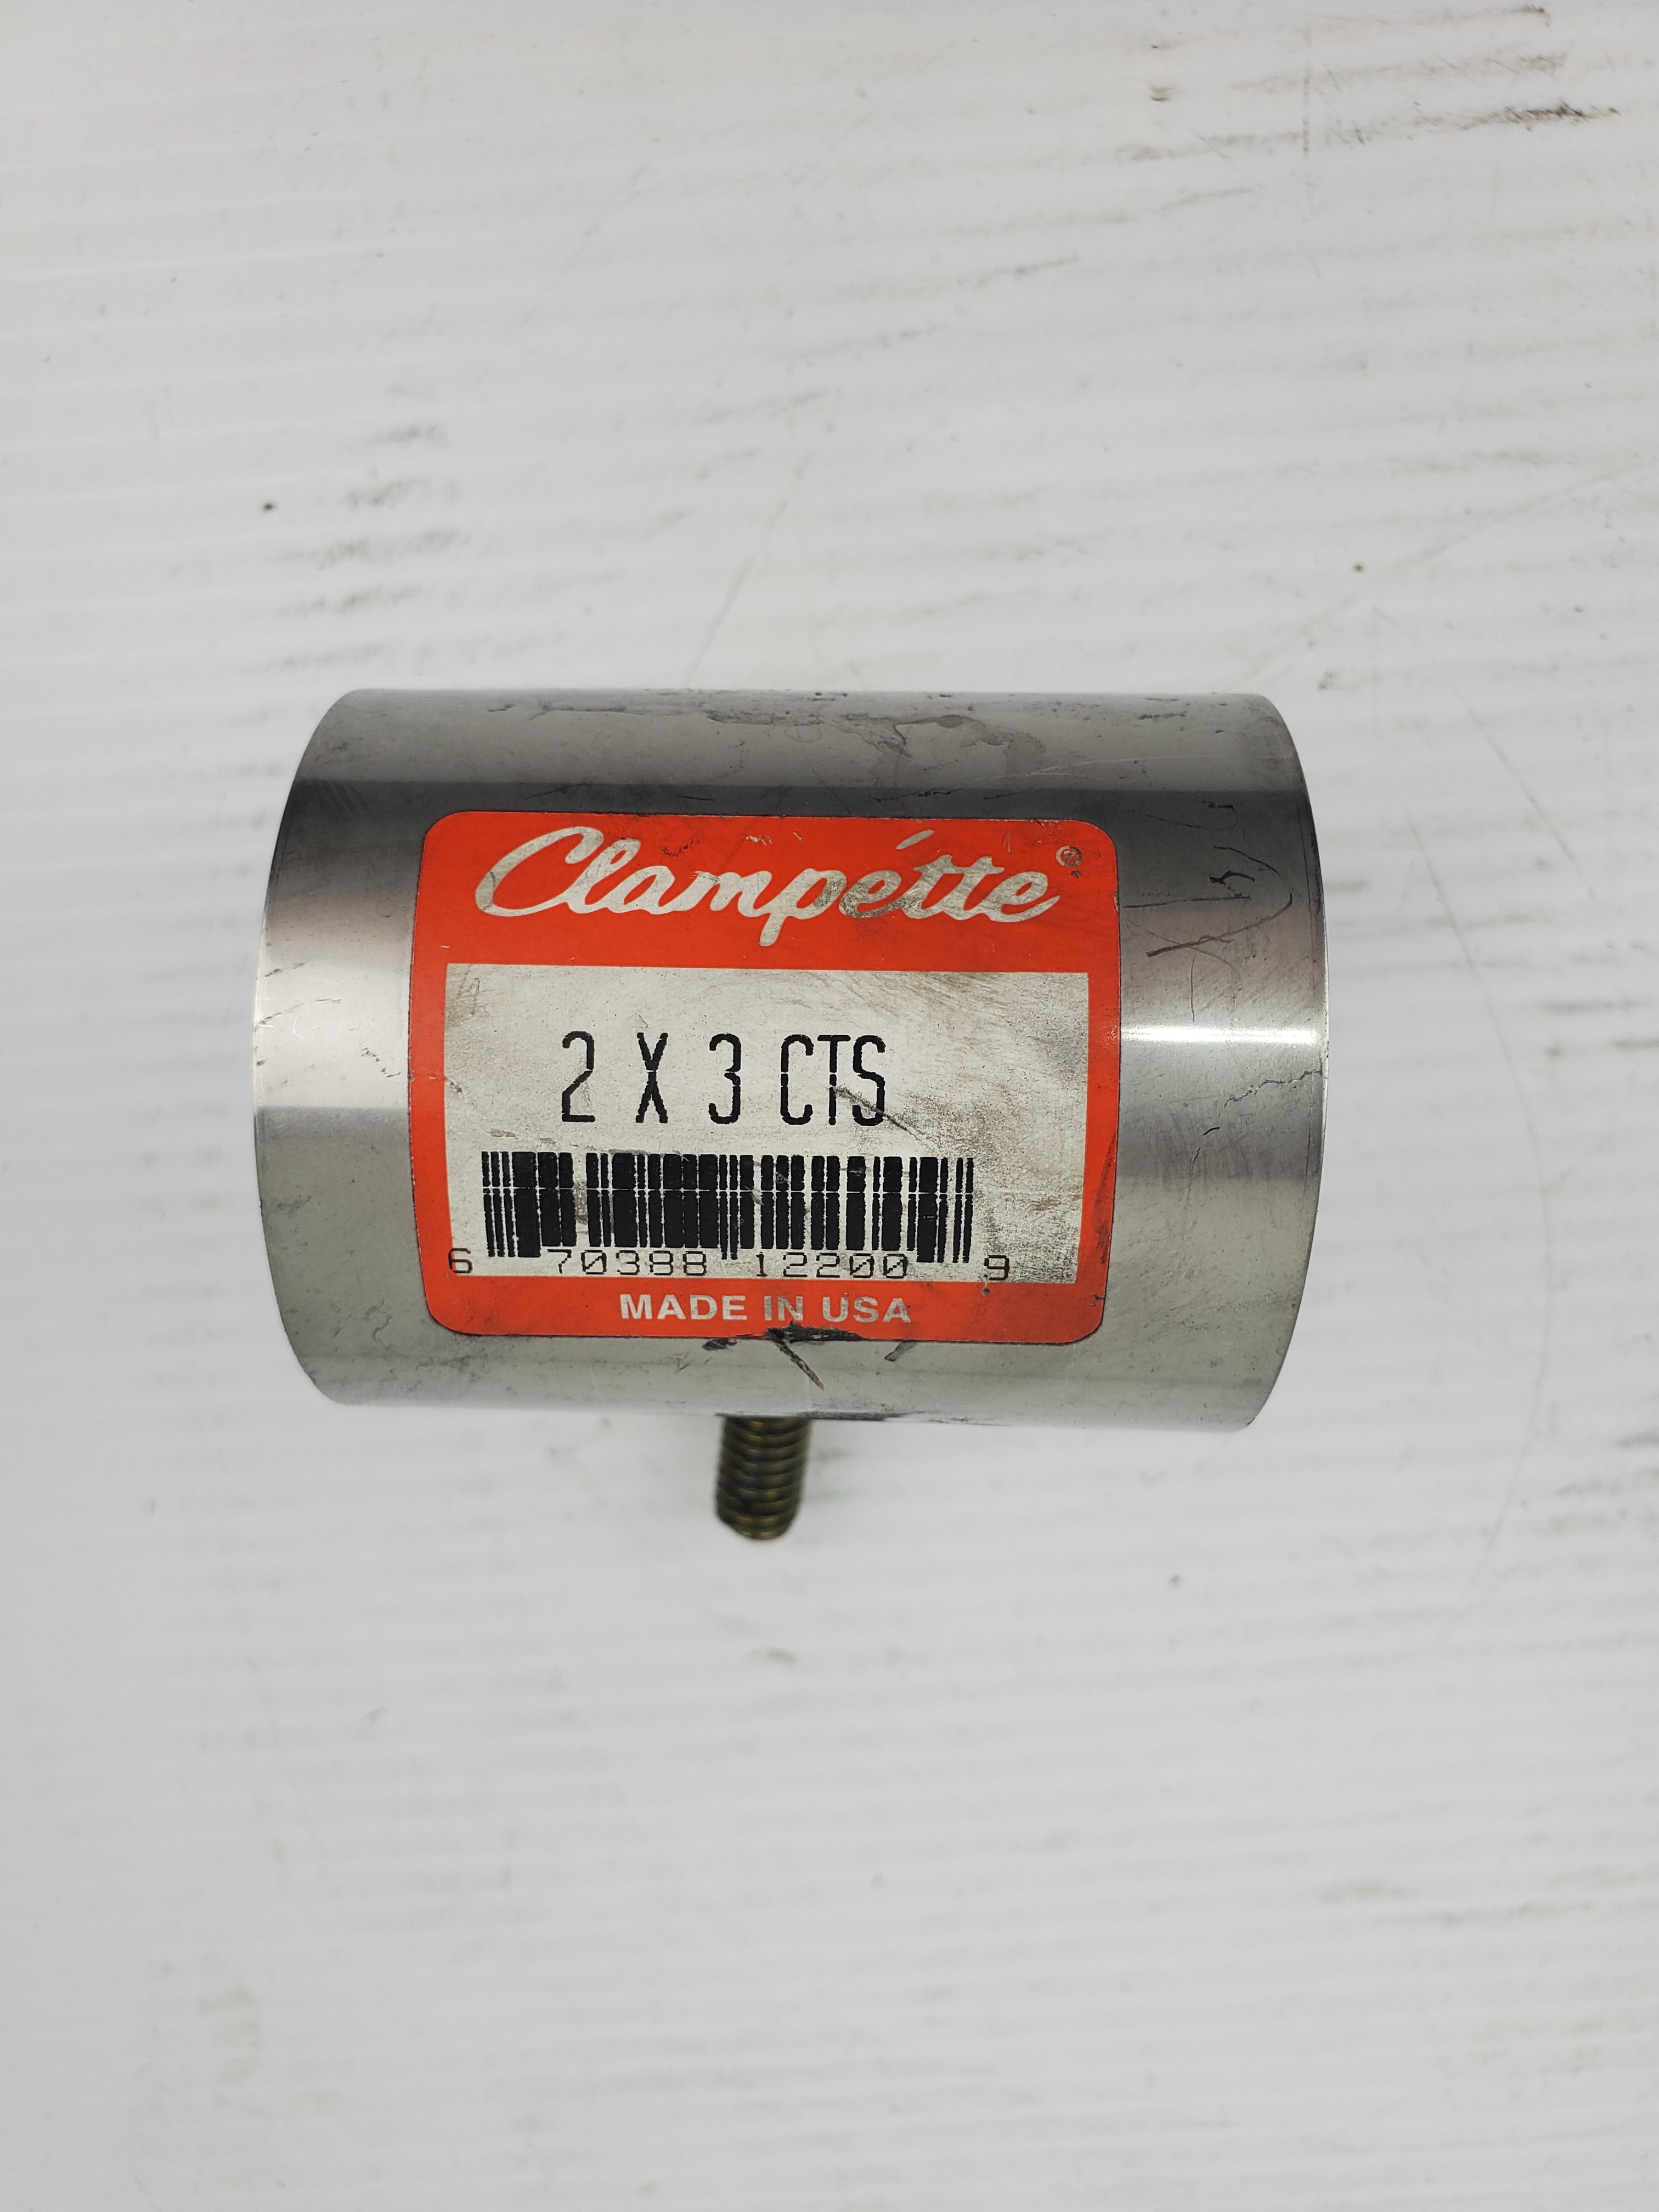 Clampétte ®
2 X 3 CTS
6 70388 12200 9
MADE IN USA